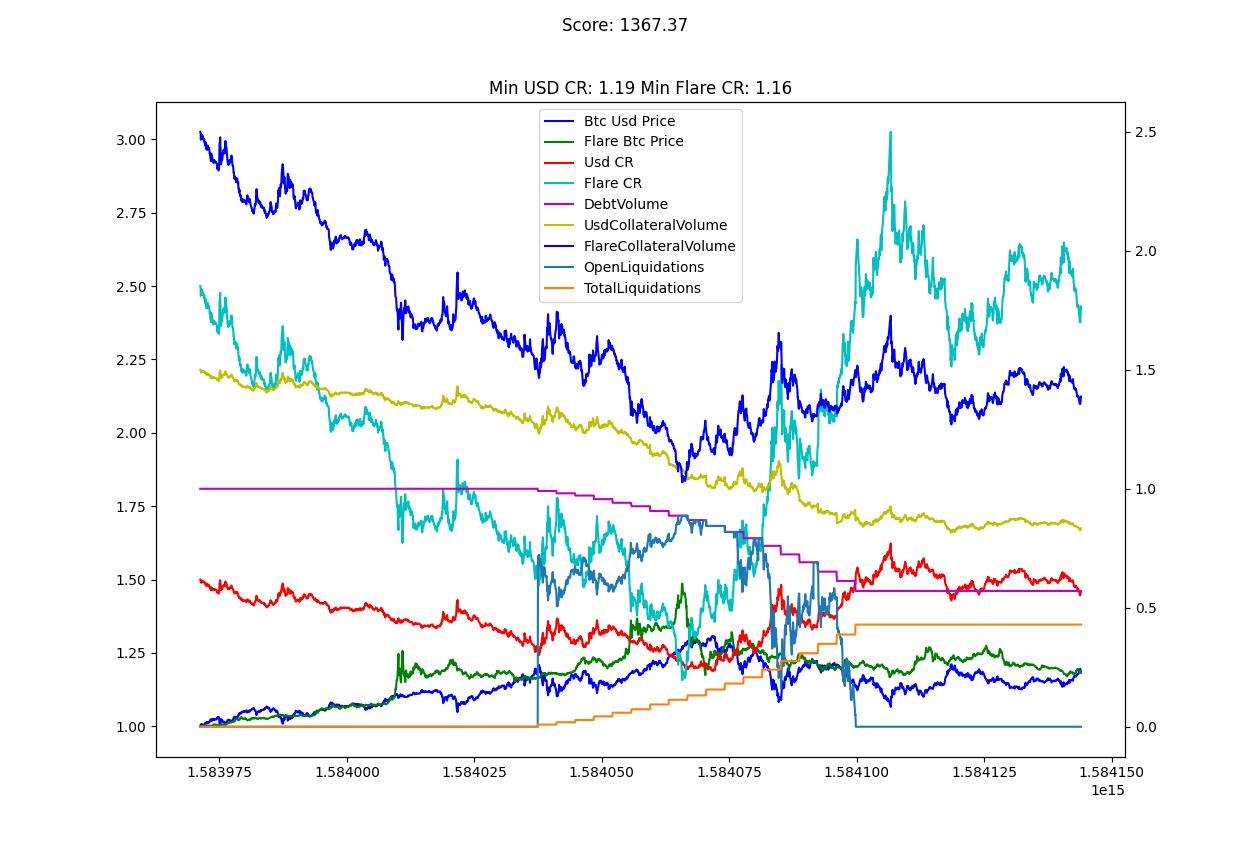 Score: 1367.37
Min USD CR: 1.19 Min Flare CR: 1.16
Btc Usd Price
Flare Btc Price
Usd CR
Flare CR
DebtVolume
UsdCollateralVolume
FlareCollateralVolume
OpenLiquidations
TotalLiquidations
3.00
2.75
2.50
2.25
2.00
1.75
1.50
1.25
1.00
2.5
2.0
1.5
1.0
0.5
0.0
1.583975 1.584000 1.584025 1.584050 1.584075 1.584100 1.584125 1.584150
1e15